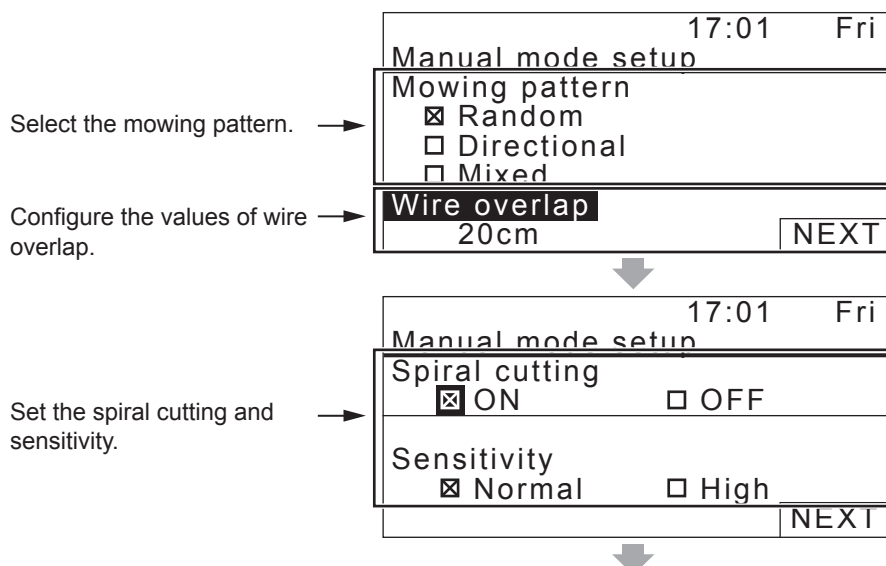 17:01 Fri
Manual mode setup
Select the mowing pattern.
Mowing pattern
☒ Random
☐ Directional
☐ Mixed
Configure the values of wire
overlap.
Wire overlap
20cm NEXT
17:01 Fri
Manual mode setup
Set the spiral cutting and
sensitivity.
Spiral cutting
☒ ON ☐ OFF
Sensitivity
☒ Normal ☐ High
NEXT